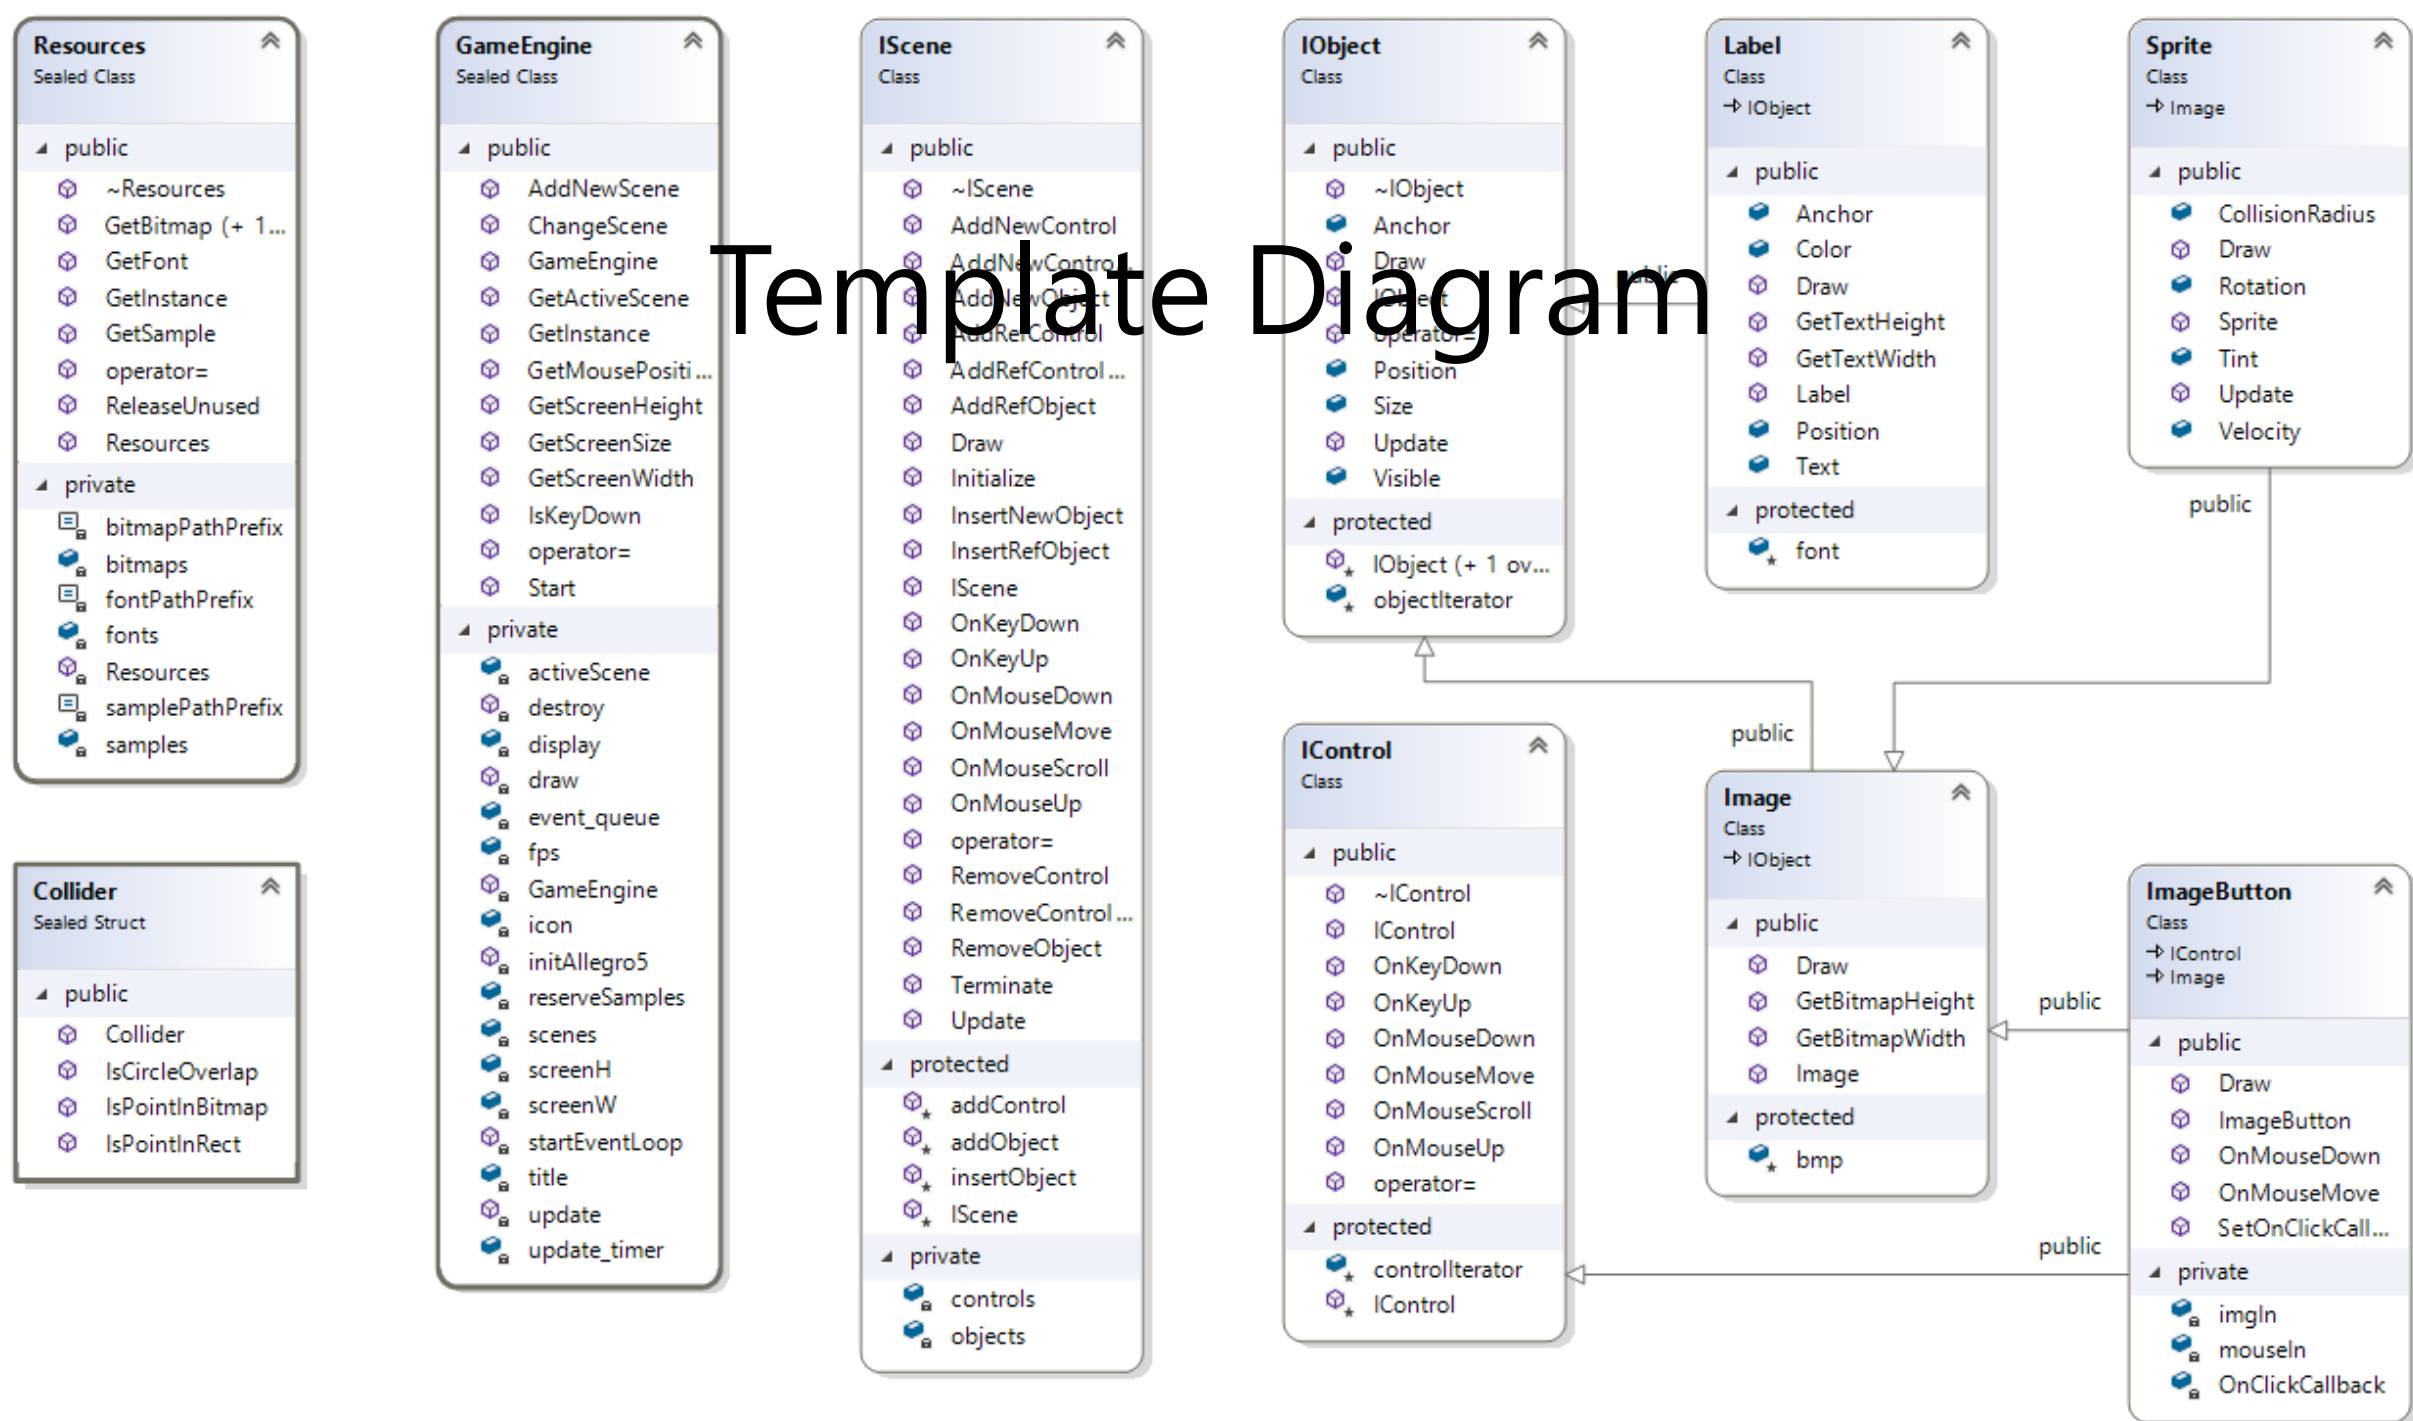 Resources
Sealed Class
public
~Resources
GetBitmap (+ 1...
GetFont
GetInstance
GetSample
operator=
ReleaseUnused
Resources
private
bitmapPathPrefix
bitmaps
fontPathPrefix
fonts
Resources
samplePathPrefix
samples
Collider
Sealed Struct
public
Collider
IsCircleOverlap
IsPointInBitmap
IsPointInRect
GameEngine
Sealed Class
public
AddNewScene
ChangeScene
GameEngine
GetActiveScene
GetInstance
GetMousePositi...
GetScreenHeight
GetScreenSize
GetScreenWidth
IsKeyDown
operator=
Start
private
activeScene
destroy
display
draw
event_queue
fps
GameEngine
icon
initAllegro5
reserveSamples
scenes
screenH
screenW
startEventLoop
title
update
update_timer
Template Diagram
IScene
Class
public
~IScene
AddNewControl
AddNewContro...
AddNewObject
AddRefControl
AddRefControl...
AddRefObject
Draw
Initialize
InsertNewObject
InsertRefObject
IScene
OnKeyDown
OnKeyUp
OnMouseDown
OnMouseMove
OnMouseScroll
OnMouseUp
operator=
RemoveControl
RemoveControl...
RemoveObject
Terminate
Update
protected
addControl
addObject
insertObject
IScene
private
controls
objects
IObject
Class
public
~IObject
Anchor
Draw
IObject
operator=
Position
Size
Update
Visible
protected
IObject (+ 1 ov...
objectIterator
IControl
Class
public
~IControl
IControl
OnKeyDown
OnKeyUp
OnMouseDown
OnMouseMove
OnMouseScroll
OnMouseUp
operator=
protected
controlIterator
IControl
public
Label
Class
IObject
public
Anchor
Color
Draw
GetTextHeight
GetTextWidth
Label
Position
Text
protected
font
public
Image
Class
IObject
public
Draw
GetBitmapHeight
GetBitmapWidth
Image
protected
bmp
Sprite
Class
Image
public
CollisionRadius
Draw
Rotation
Sprite
Tint
Update
Velocity
public
public
public
ImageButton
Class
IControl
Image
public
Draw
ImageButton
OnMouseDown
OnMouseMove
SetOnClickCall...
private
imgIn
mouseIn
OnClickCallback